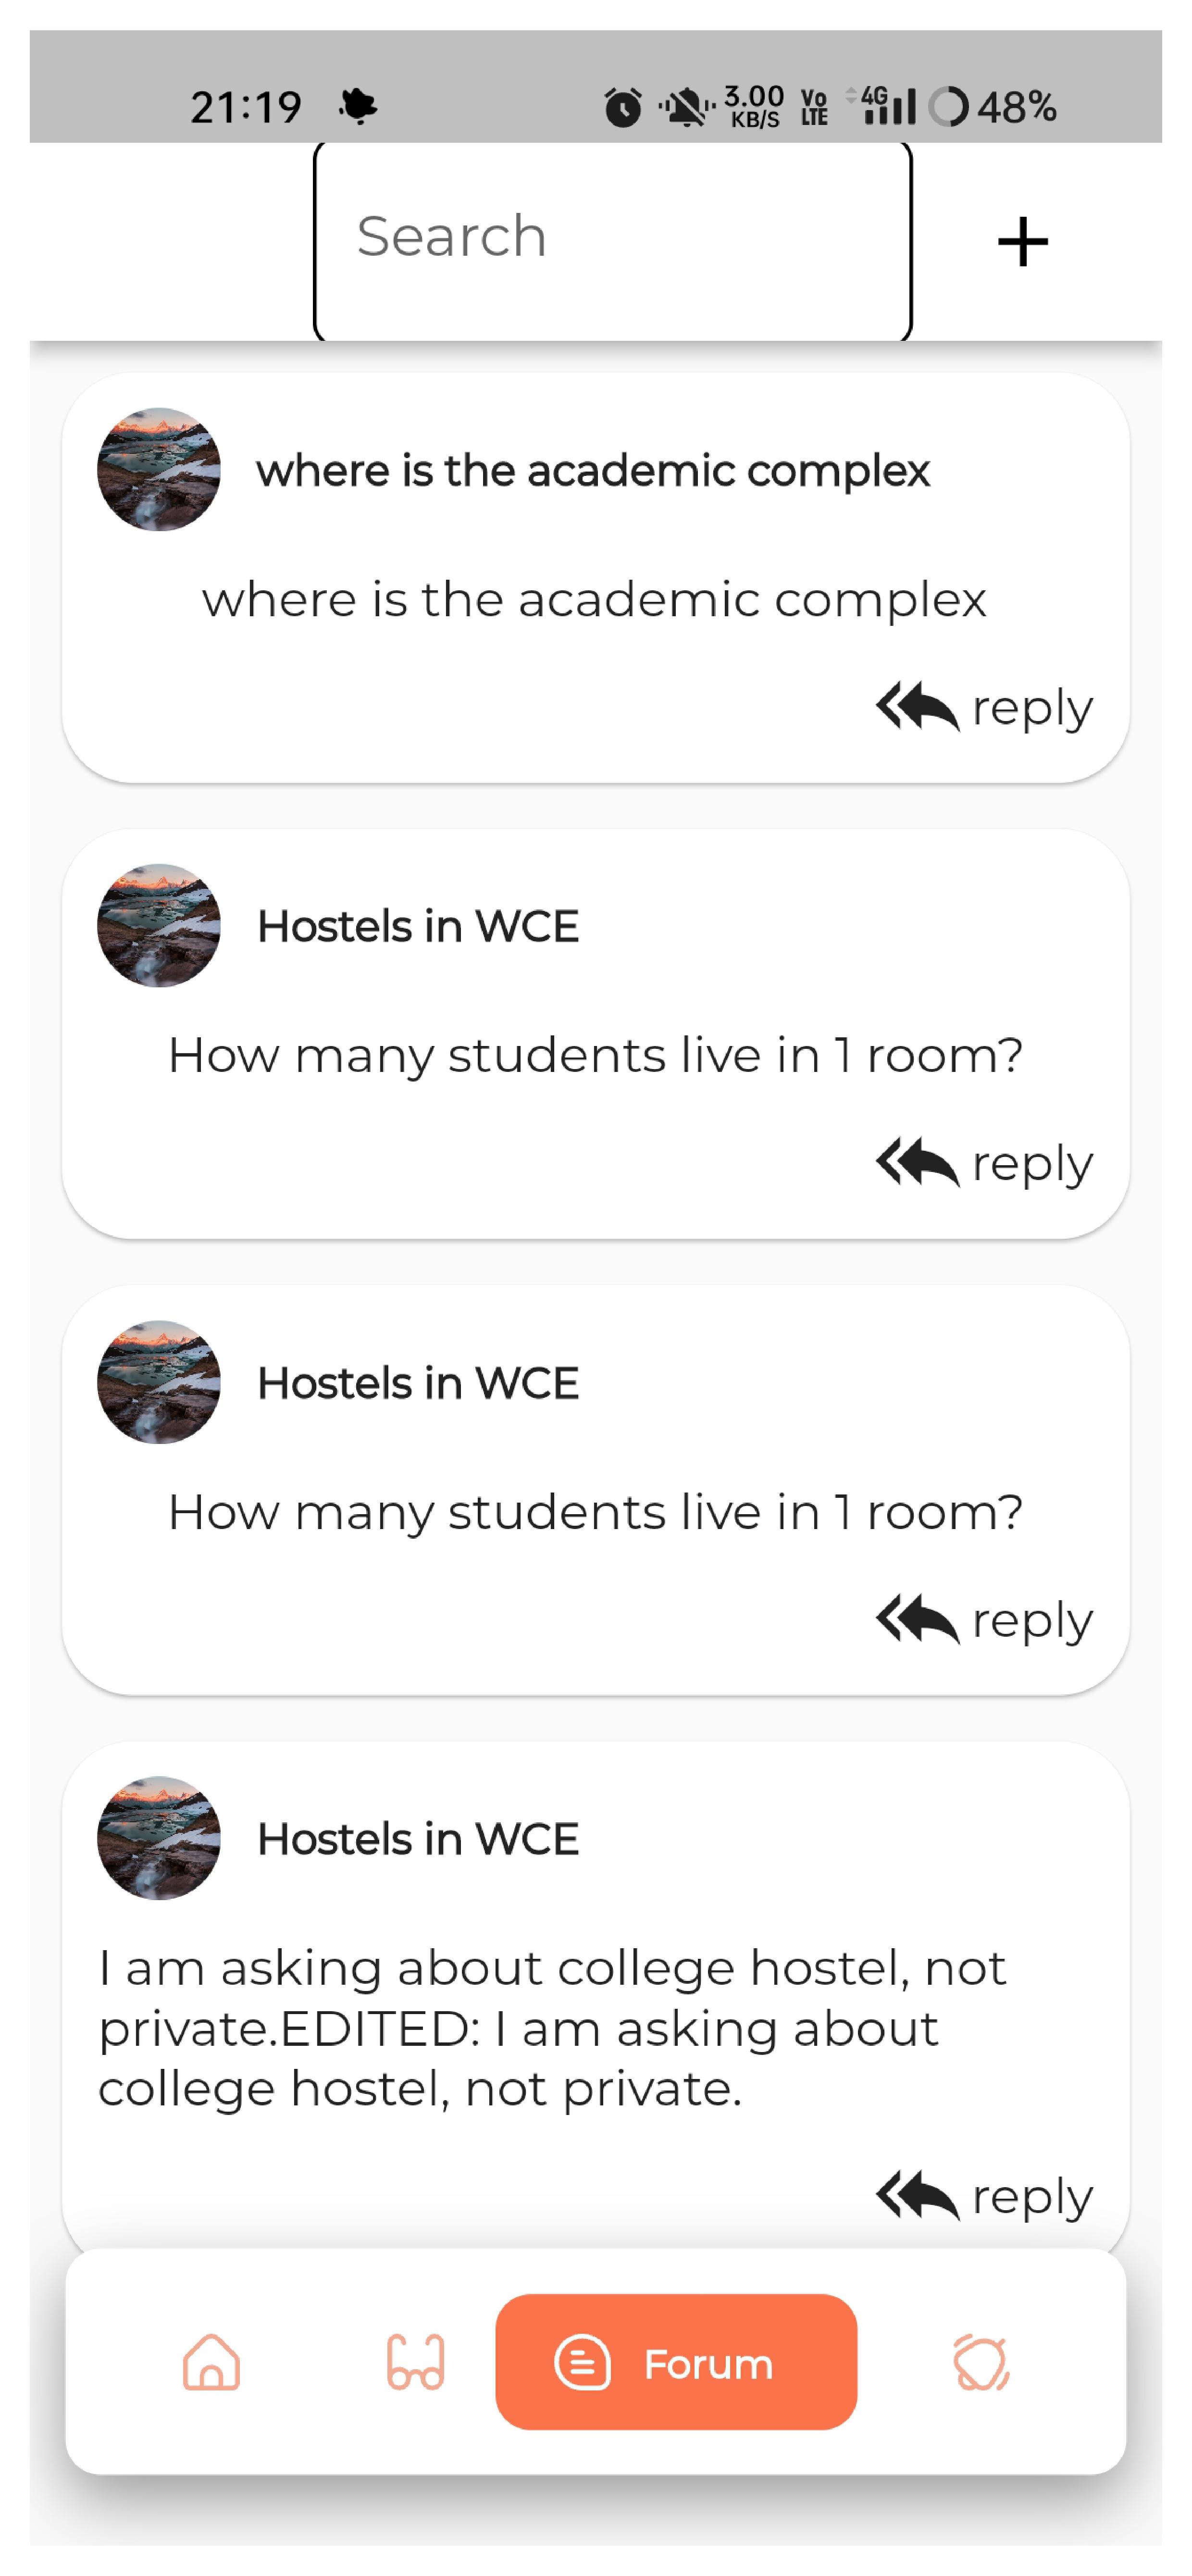 21:19 3.00 KB/S Vo LTE 4G 48%
Search +
where is the academic complex
where is the academic complex
reply
Hostels in WCE
How many students live in 1 room?
reply
Hostels in WCE
How many students live in 1 room?
reply
Hostels in WCE
I am asking about college hostel, not
private.EDITED: I am asking about
college hostel, not private.
reply
Forum